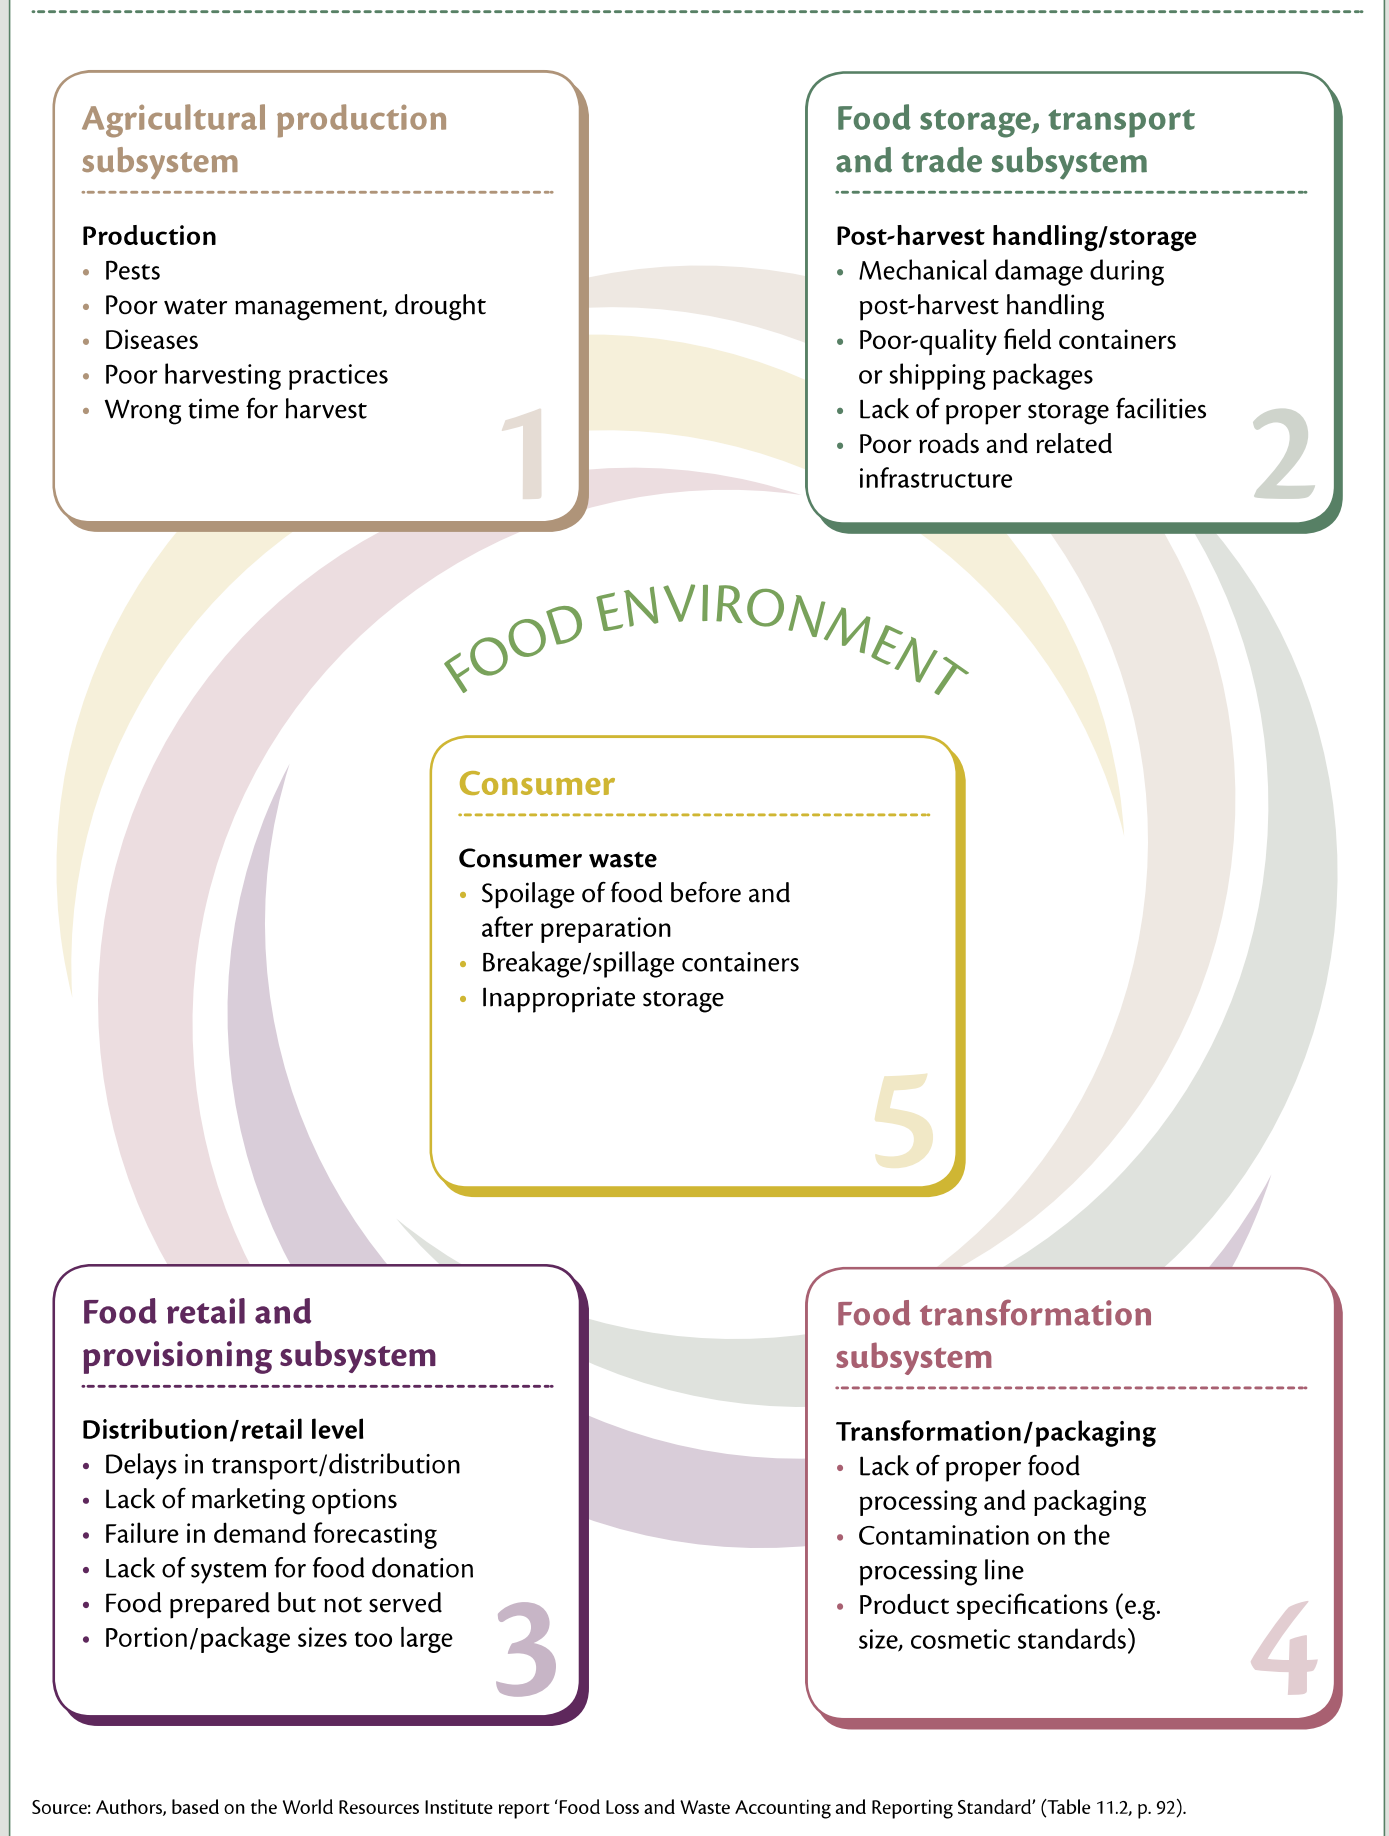 Agricultural production
subsystem
Production
• Pests
• Poor water management, drought
• Diseases
• Poor harvesting practices
• Wrong time for harvest
1
Food storage, transport
and trade subsystem
Post-harvest handling/storage
• Mechanical damage during
post-harvest handling
• Poor-quality field containers
or shipping packages
• Lack of proper storage facilities
• Poor roads and related
infrastructure
2
FOOD ENVIRONMENT
Consumer
Consumer waste
• Spoilage of food before and
after preparation
• Breakage/spillage containers
• Inappropriate storage
5
Food retail and
provisioning subsystem
Distribution/retail level
• Delays in transport/distribution
• Lack of marketing options
• Failure in demand forecasting
• Lack of system for food donation
• Food prepared but not served
• Portion/package sizes too large
3
Food transformation
subsystem
Transformation/packaging
• Lack of proper food
processing and packaging
• Contamination on the
processing line
• Product specifications (e.g.
size, cosmetic standards)
4
Source: Authors, based on the World Resources Institute report ‘Food Loss and Waste Accounting and Reporting Standard’ (Table 11.2, p. 92).